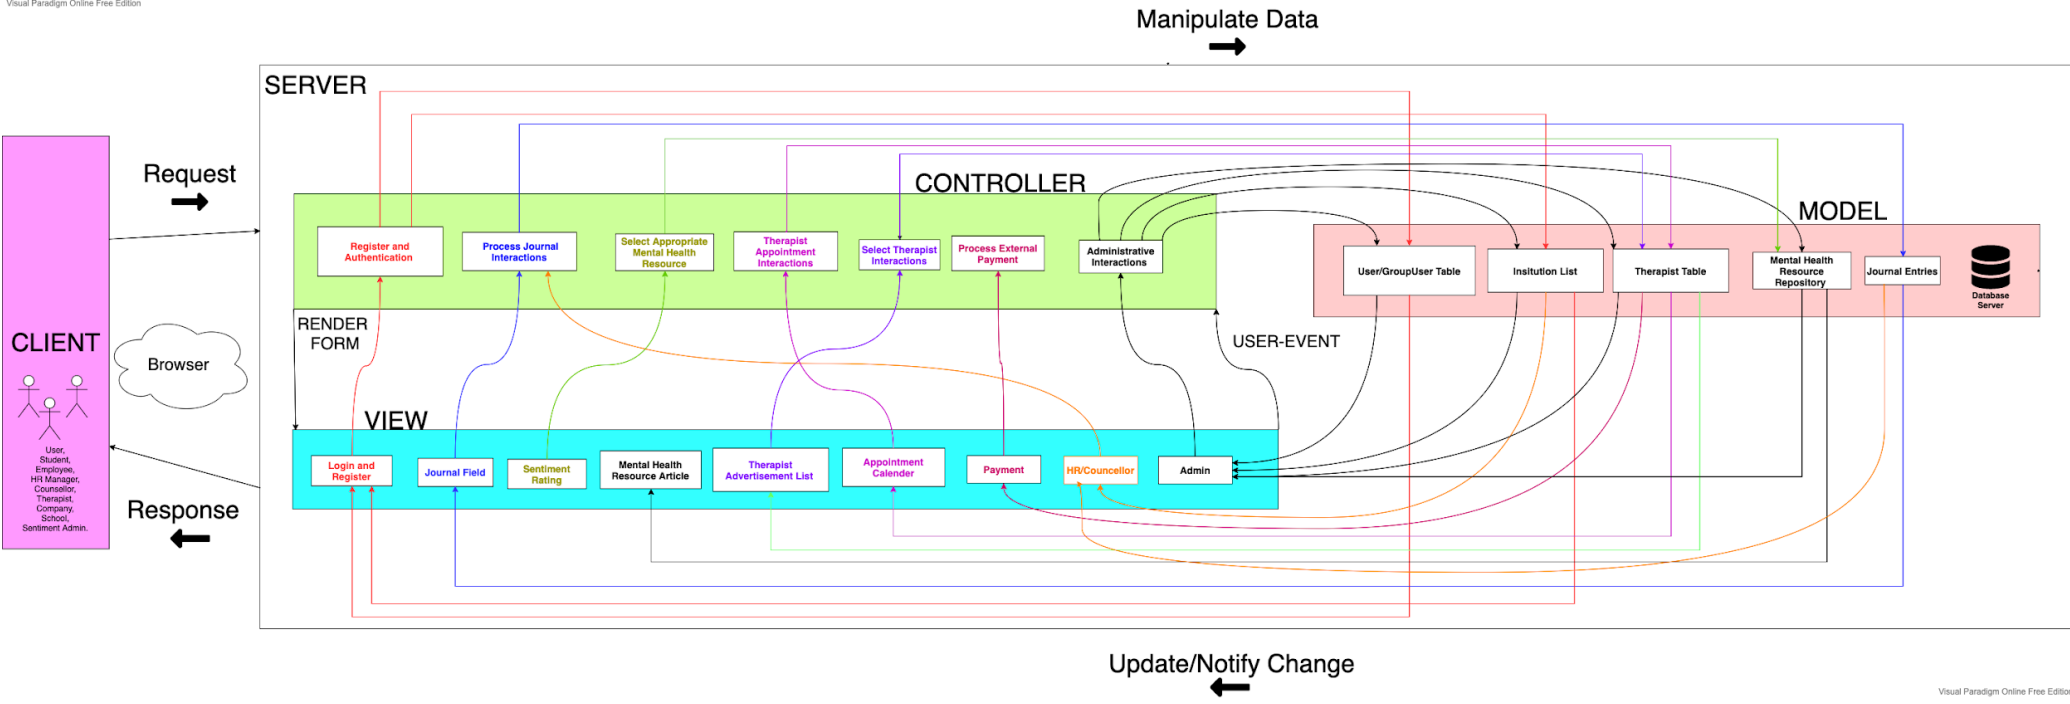 Visual Paradigm Online Free Edition
Manipulate Data
SERVER
Request
CONTROLLER
MODEL
Register and
Authentication
Process Journal
Interactions
Select Appropriate
Mental Health
Resource
Therapist
Appointment
Interactions
Select Therapist
Interactions
Process External
Payment
Administrative
Interactions
User/GroupUser Table
Insitution List
Therapist Table
Mental Health
Resource
Repository
Journal Entries
Database
Server
CLIENT
Browser
RENDER
FORM
USER-EVENT
VIEW
User,
Student,
Employee,
HR Manager,
Counsellor,
Therapist,
Company,
School,
Sentiment Admin.
Login and
Register
Journal Field
Sentiment
Rating
Mental Health
Resource Article
Therapist
Advertisement List
Appointment
Calender
Payment
HR/Councellor
Admin
Response
Update/Notify Change
Visual Paradigm Online Free Edition